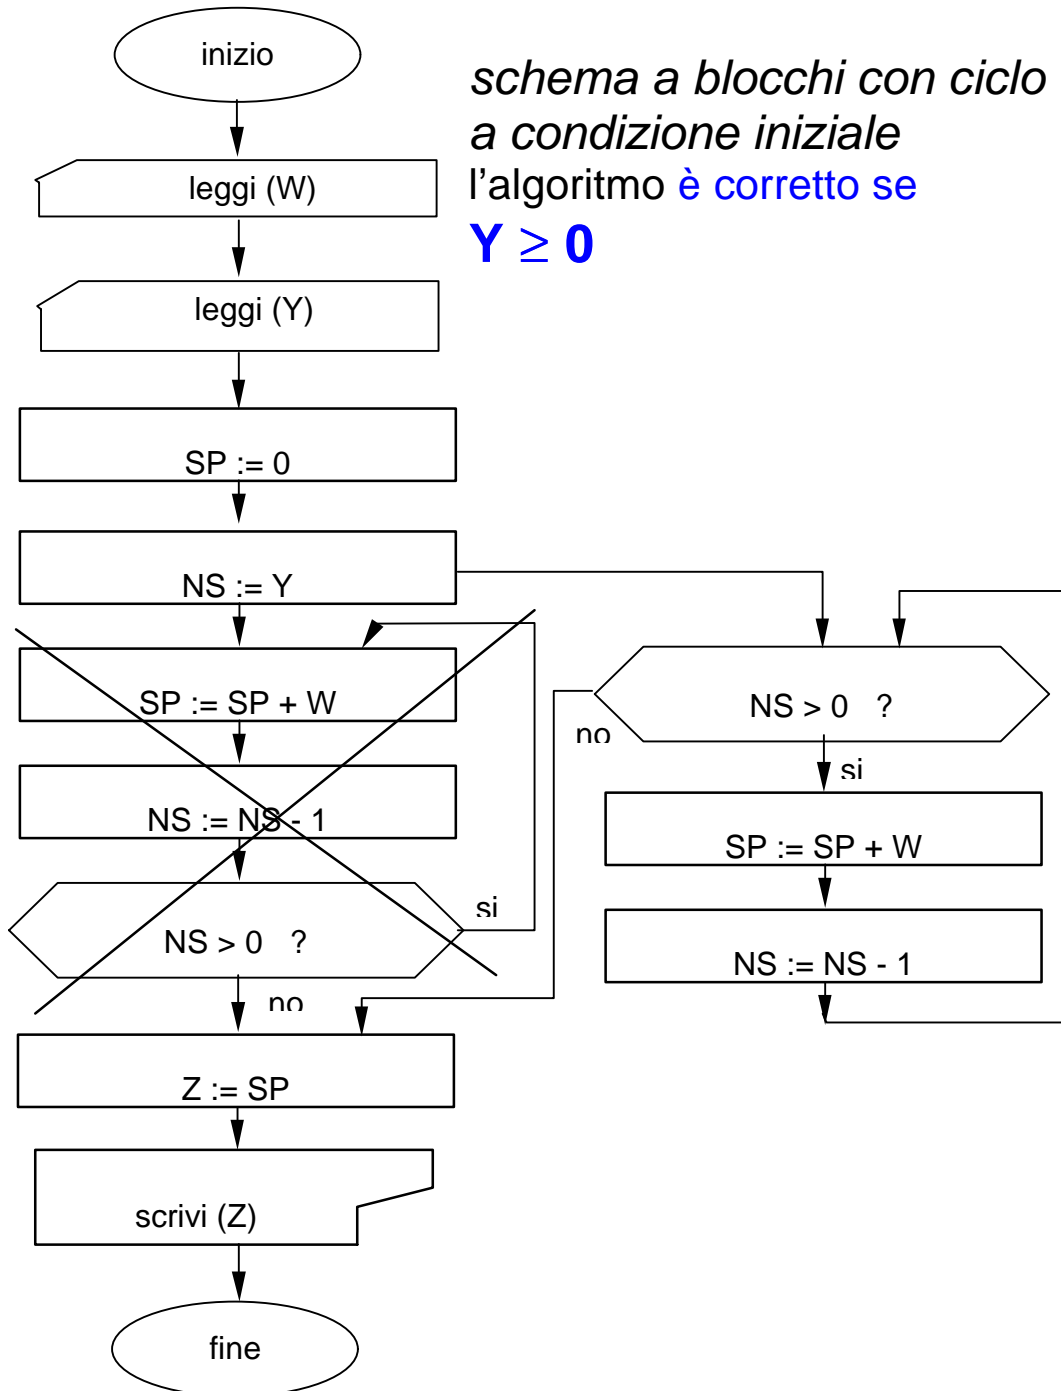 inizio
schema a blocchi con ciclo
a condizione iniziale
l'algoritmo è corretto se
Y ≥ 0
leggi (W)
leggi (Y)
SP := 0
NS := Y
SP := SP + W
NS := NS - 1
NS > 0 ?
si
no
NS > 0 ?
no
si
SP := SP + W
NS := NS - 1
Z := SP
scrivi (Z)
fine